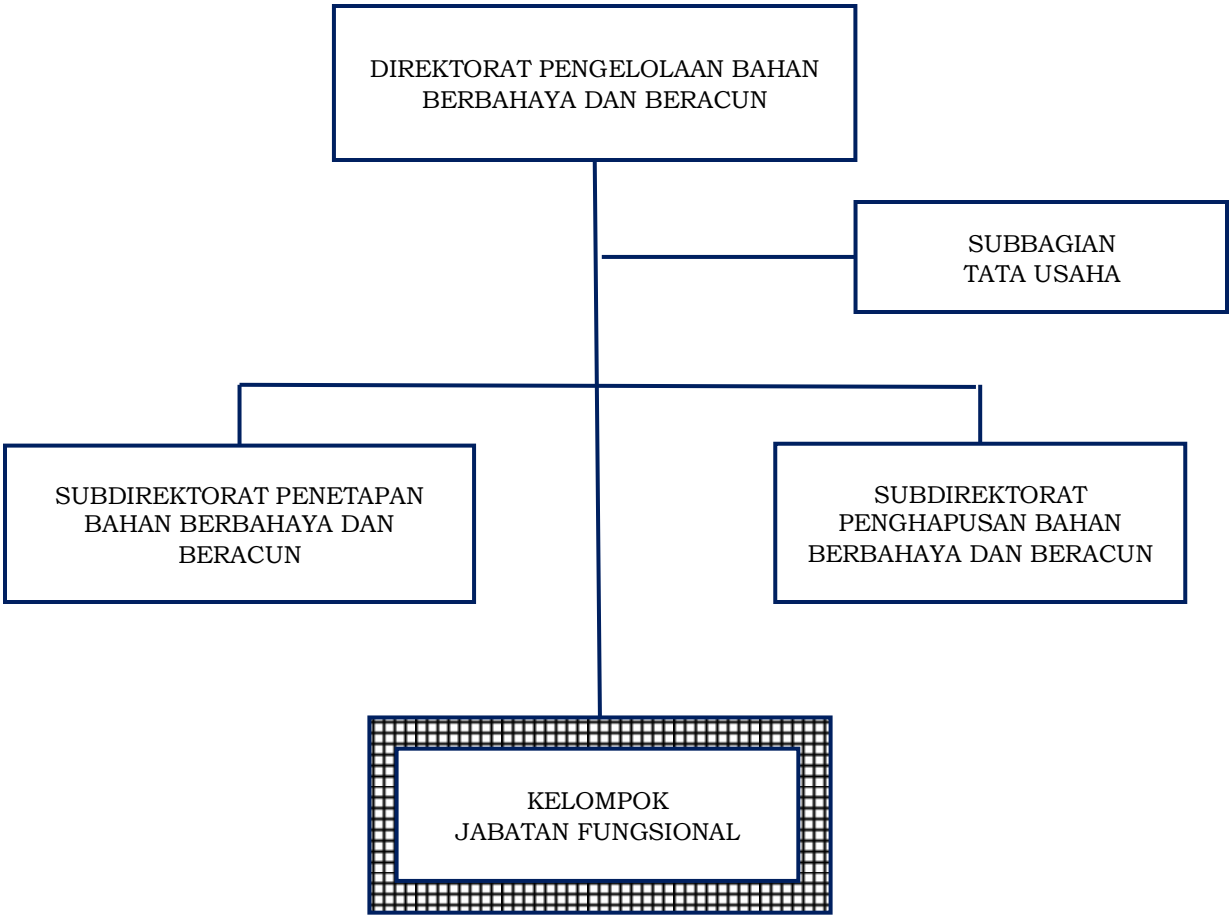 DIREKTORAT PENGELOLAAN BAHAN
BERBAHAYA DAN BERACUN
SUBBAGIAN
TATA USAHA
SUBDIREKTORAT PENETAPAN
BAHAN BERBAHAYA DAN
BERACUN
SUBDIREKTORAT
PENGHAPUSAN BAHAN
BERBAHAYA DAN BERACUN
KELOMPOK
JABATAN FUNGSIONAL